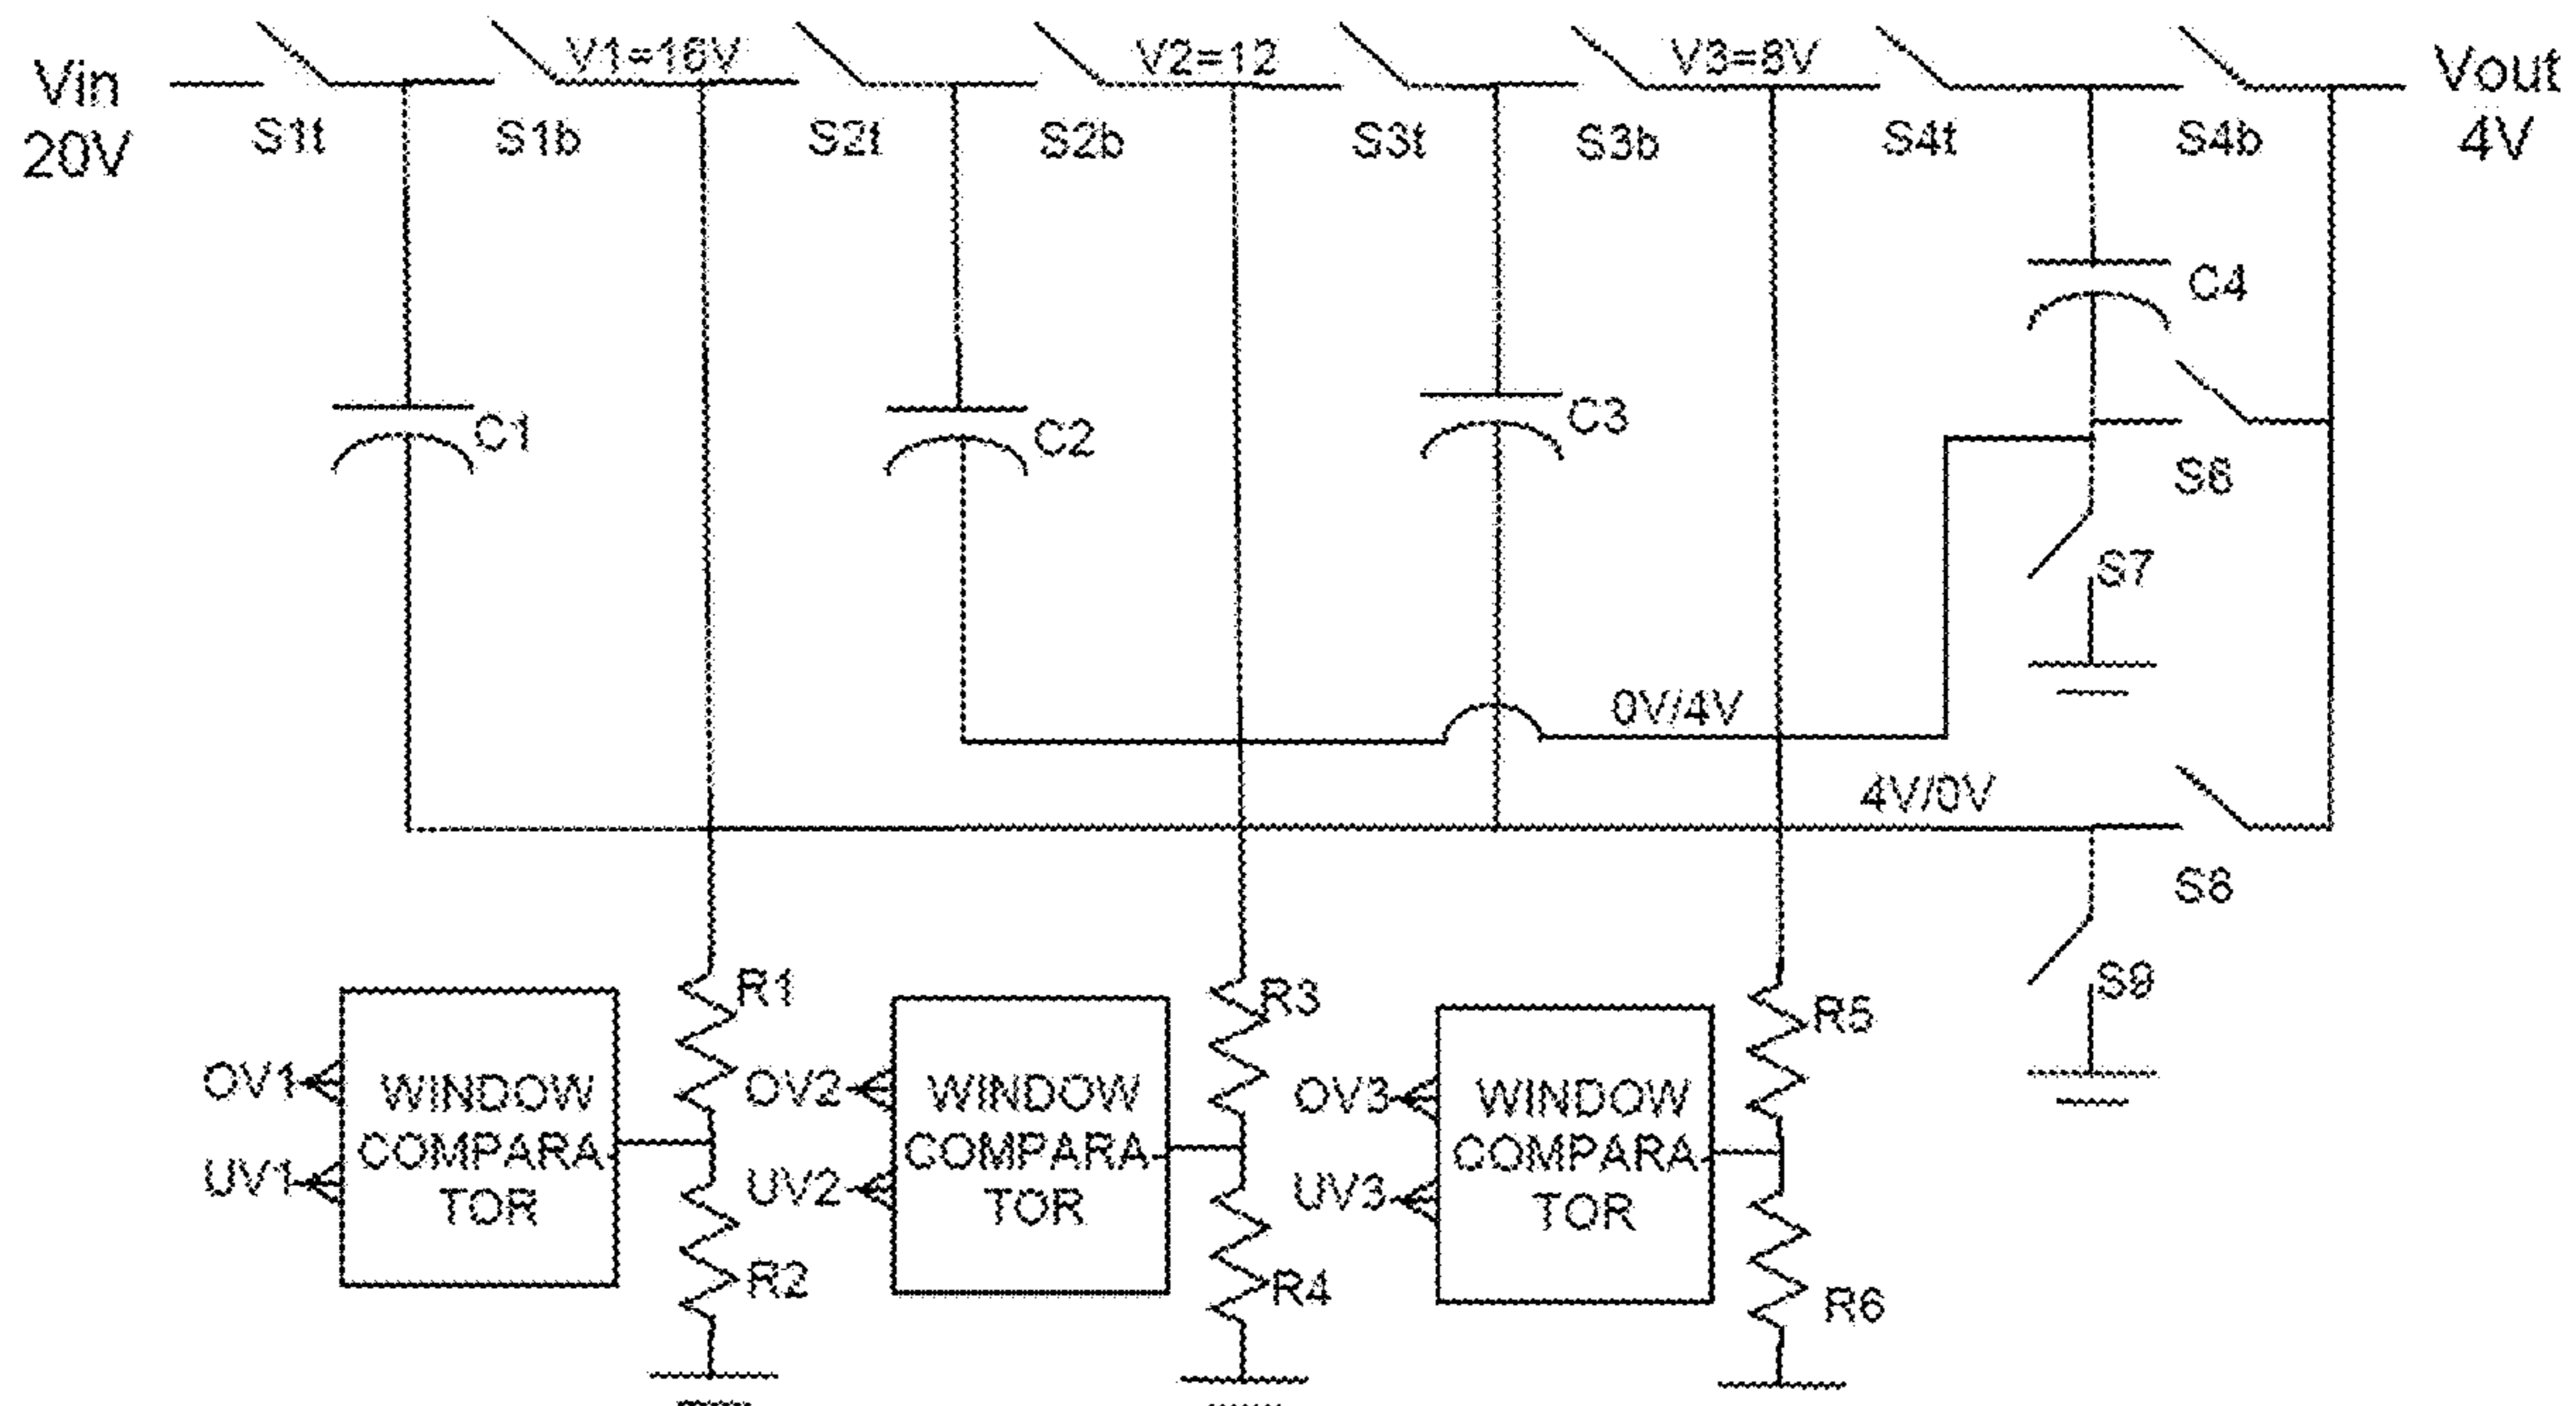 Vin
20V
V1=16V
V2=12
V3=8V
Vout
4V
S1t
S1b
S2t
S2b
S3t
S3b
S4t
S4b
C1
C2
C3
C4
S6
S7
0V/4V
4V/0V
S8
S9
R1
R3
R5
OV1
UV1
WINDOW
COMPARA
TOR
OV2
UV2
WINDOW
COMPARA
TOR
OV3
UV3
WINDOW
COMPARA
TOR
R2
R4
R6